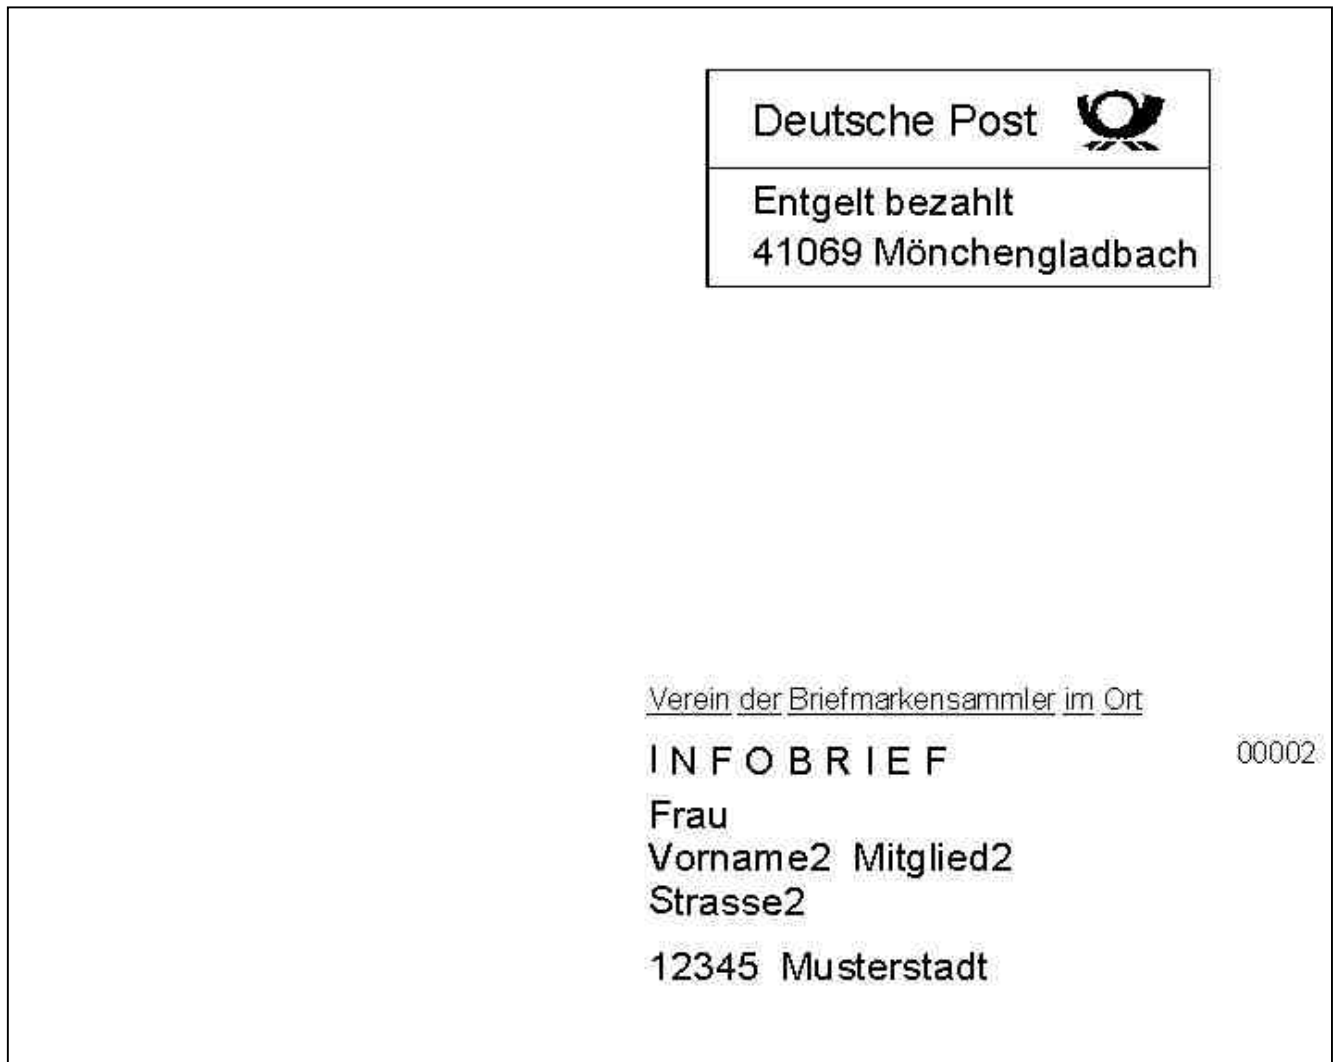 Deutsche Post
Entgelt bezahlt
41069 Mönchengladbach
Verein der Briefmarkensammler im Ort
INFOBRIEF 00002
Frau
Vorname2 Mitglied2
Strasse2
12345 Musterstadt